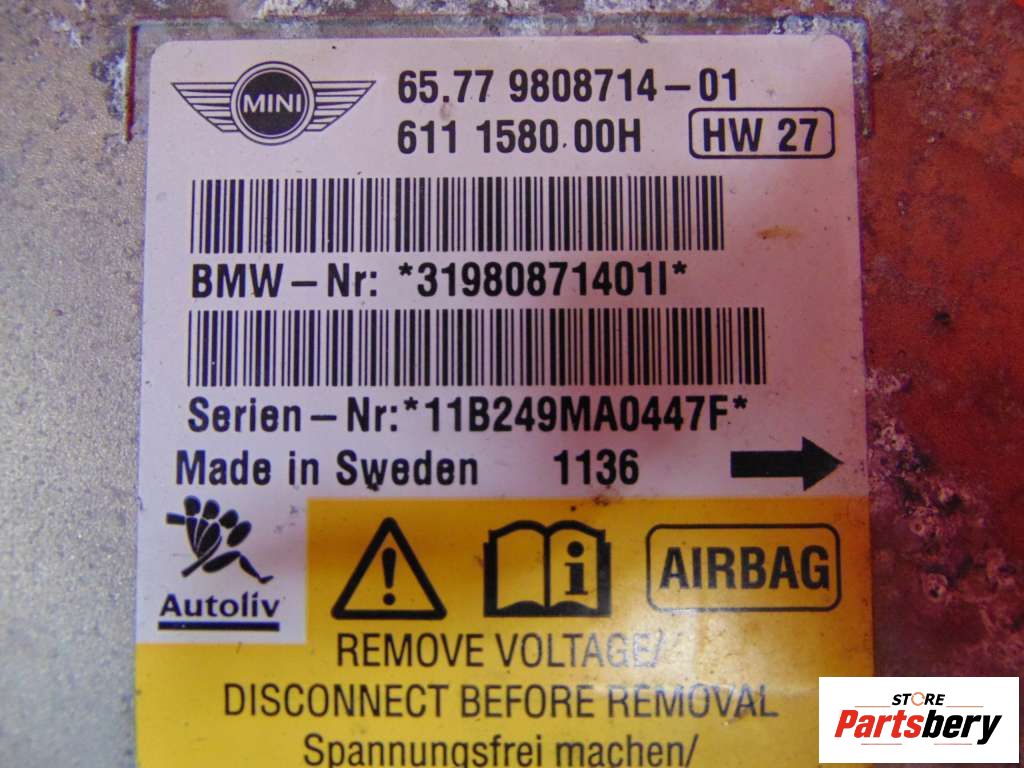 MINI
65.77 9808714-01
611 1580.00H HW 27
BMW-Nr: *31980871401I*
Serien-Nr:*11B249MA0447F*
Made in Sweden 1136
Autoliv
AIRBAG
REMOVE VOLTAGE/
DISCONNECT BEFORE REMOVAL
Spannungsfrei machen/
STORE
Partsbery